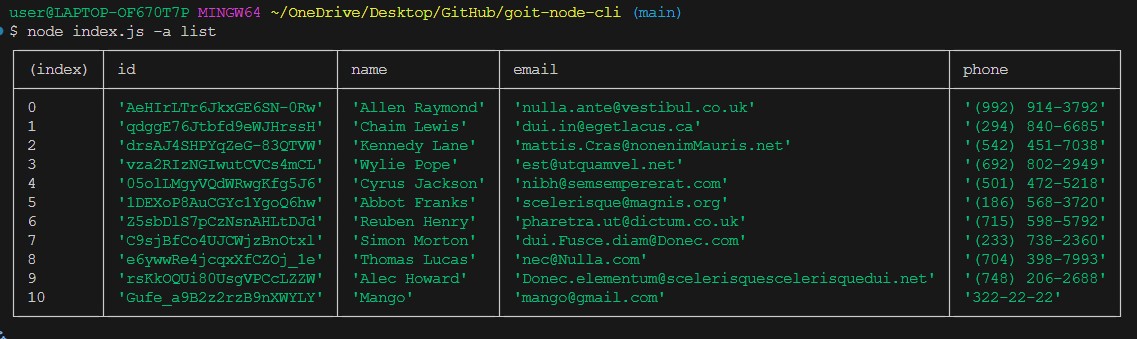 user@LAPTOP-OF670T7P MINGW64 ~/OneDrive/Desktop/GitHub/goit-node-cli (main)
$ node index.js -a list
(index) id name email phone
0 'AeHIrLTr6JkxGE6SN-0Rw' 'Allen Raymond' 'nulla.ante@vestibul.co.uk' '(992) 914-3792'
1 'qdggE76Jtbfd9eWJHrssH' 'Chaim Lewis' 'dui.in@egetlacus.ca' '(294) 840-6685'
2 'drsAJ4SHPYqZeG-83QTVW' 'Kennedy Lane' 'mattis.Cras@nonenimMauris.net' '(542) 451-7038'
3 'vza2RIzNGIwutCVCs4mCL' 'Wylie Pope' 'est@utquamvel.net' '(692) 802-2949'
4 '05olLMgyVQdWRwgKfg5J6' 'Cyrus Jackson' 'nibh@semsempererat.com' '(501) 472-5218'
5 '1DEXoP8AuCGYc1YgoQ6hw' 'Abbot Franks' 'scelerisque@magnis.org' '(186) 568-3720'
6 'Z5sbDlS7pCzNsnAHLtDJd' 'Reuben Henry' 'pharetra.ut@dictum.co.uk' '(715) 598-5792'
7 'C9sjBfCo4UJCWjzBnOtxl' 'Simon Morton' 'dui.Fusce.diam@Donec.com' '(233) 738-2360'
8 'e6ywwRe4jcqxXfCZOj_1e' 'Thomas Lucas' 'nec@Nulla.com' '(704) 398-7993'
9 'rsKkOQUi80UsgVPCcLZZW' 'Alec Howard' 'Donec.elementum@scelerisquescelerisquedui.net' '(748) 206-2688'
10 'Gufe_a9B2z2rzB9nXWYLY' 'Mango' 'mango@gmail.com' '322-22-22'